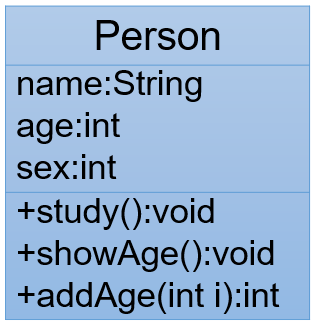 Person
name:String
age:int
sex:int
+study():void
+showAge():void
+addAge(int i):int